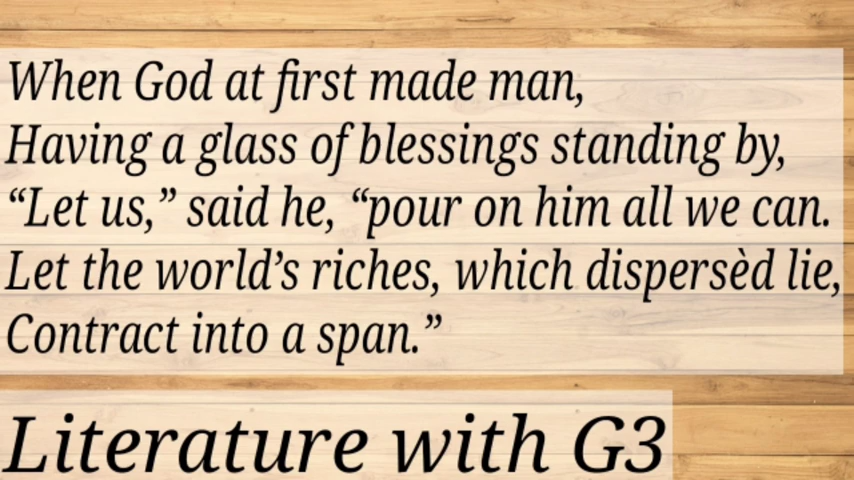 When God at first made man,
Having a glass of blessings standing by,
“Let us,” said he, “pour on him all we can.
Let the world’s riches, which dispersèd lie,
Contract into a span.”
Literature with G3